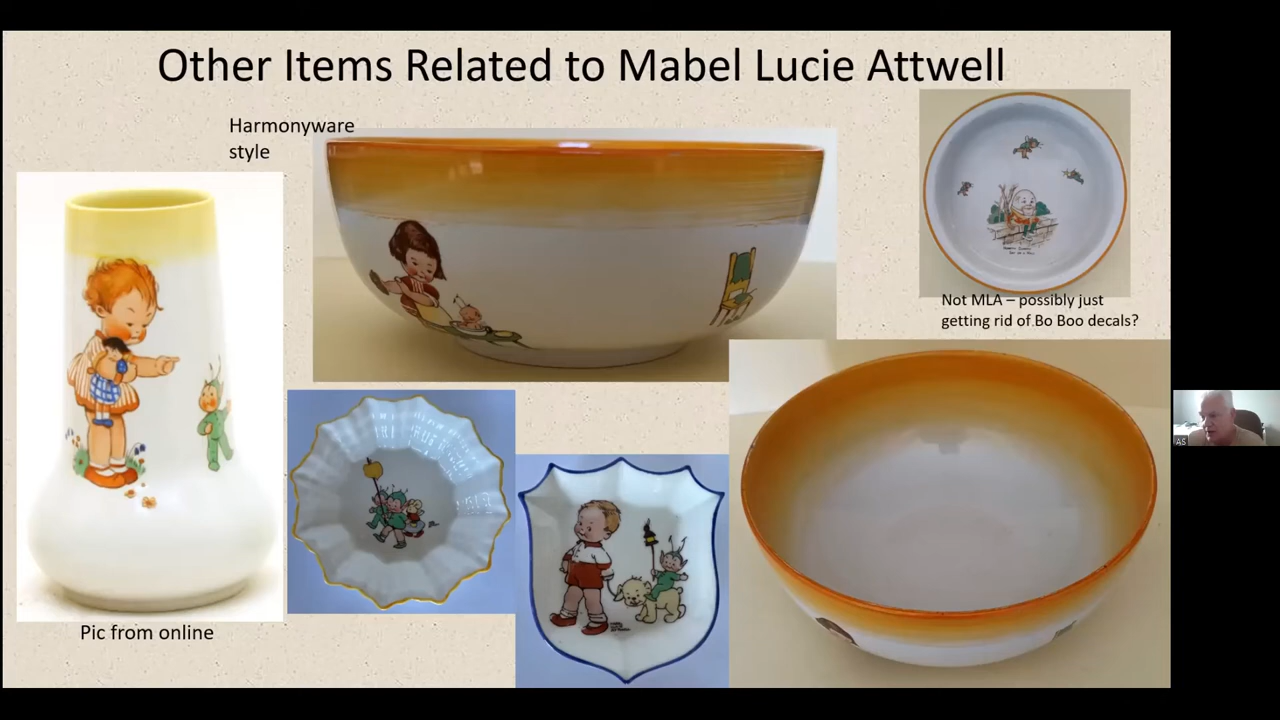 Other Items Related to Mabel Lucie Attwell
Harmonyware
style
Not MLA – possibly just
getting rid of Bo Boo decals?
Pic from online
AS